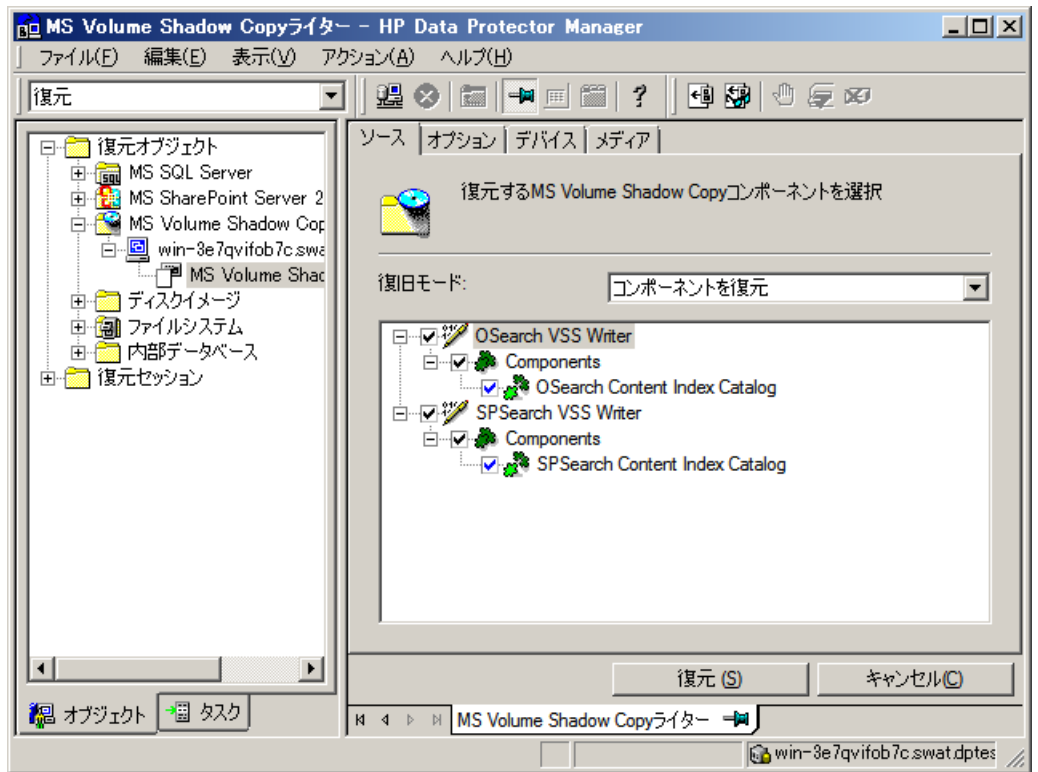 MS Volume Shadow Copyライター - HP Data Protector Manager
ファイル(F) 編集(E) 表示(V) アクション(A) ヘルプ(H)
復元
復元オブジェクト
MS SQL Server
MS SharePoint Server 2
MS Volume Shadow Cop
win-3e7qvifob7c.swa
MS Volume Shad
ディスクイメージ
ファイルシステム
内部データベース
復元セッション
オブジェクト タスク
ソース オプション デバイス メディア
復元するMS Volume Shadow Copyコンポーネントを選択
復旧モード: コンポーネントを復元
OSearch VSS Writer
Components
OSearch Content Index Catalog
SPSearch VSS Writer
Components
SPSearch Content Index Catalog
復元 (S) キャンセル(C)
MS Volume Shadow Copyライター
win-3e7qvifob7c.swat.dptes